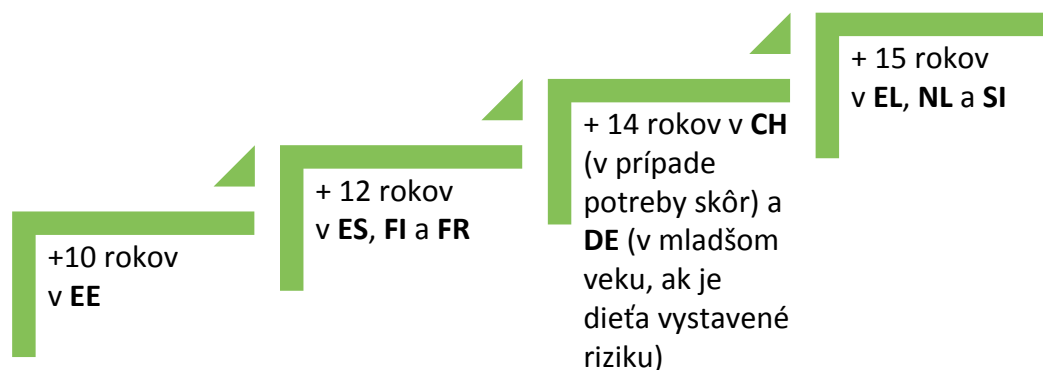 +10 rokov
v EE
+ 12 rokov
v ES, FI a FR
+ 14 rokov v CH
(v prípade
potreby skôr) a
DE (v mladšom
veku, ak je
dieťa vystavené
riziku)
+ 15 rokov
v EL, NL a SI